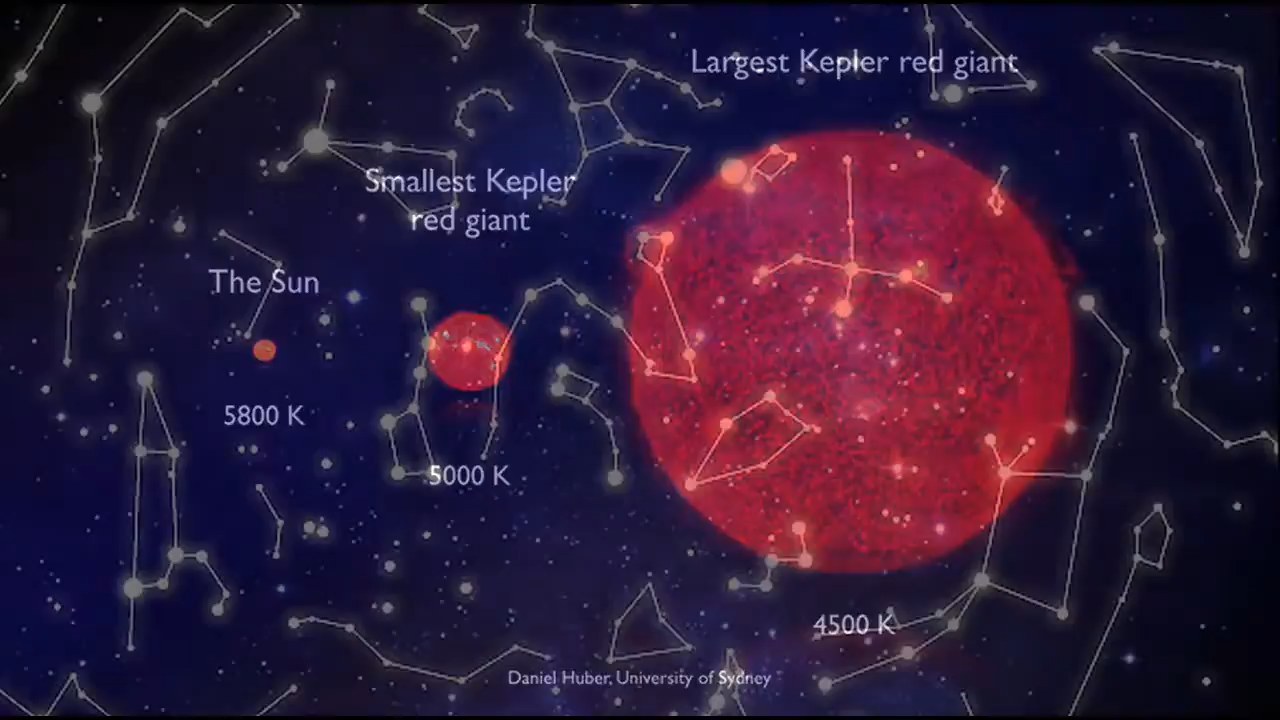 Largest Kepler red giant
Smallest Kepler
red giant
The Sun
5800 K
5000 K
4500 K
Daniel Huber, University of Sydney